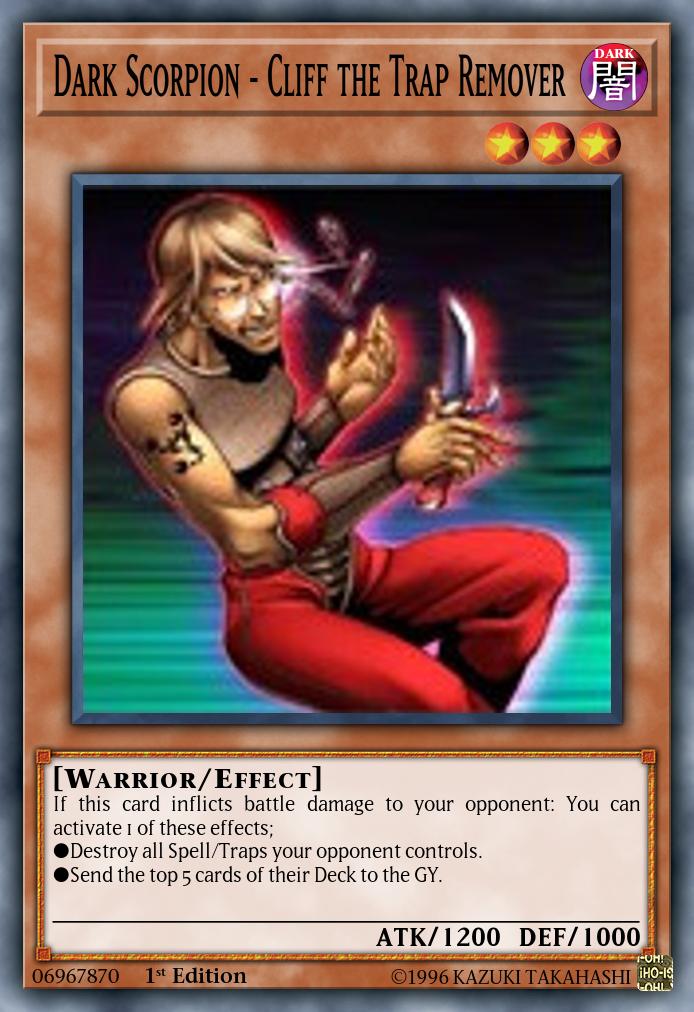 Dark Scorpion - Cliff the Trap Remover
DARK
闇
[Warrior/Effect]
If this card inflicts battle damage to your opponent: You can
activate 1 of these effects;
●Destroy all Spell/Traps your opponent controls.
●Send the top 5 cards of their Deck to the GY.
ATK/1200 DEF/1000
06967870 1st Edition ©1996 KAZUKI TAKAHASHI